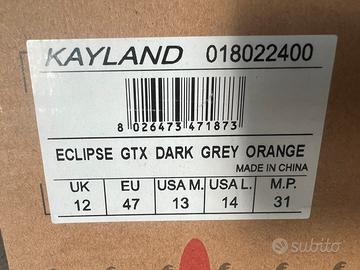 KAYLAND 018022400
8 026473 471873
ECLIPSE GTX DARK GREY ORANGE
MADE IN CHINA
UK EU USA M. USA L. M.P.
12 47 13 14 31
subito